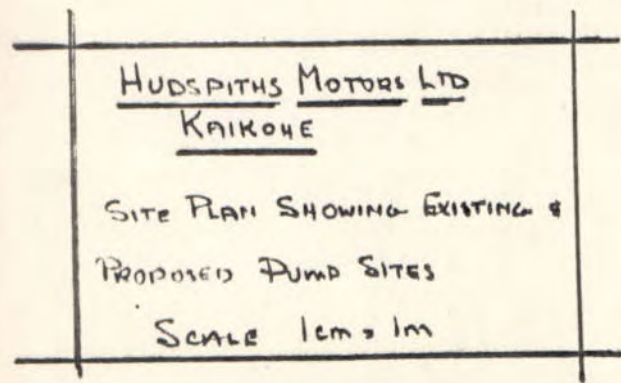 HUDSPITHS MOTORS LTD
KAIKOHE
SITE PLAN SHOWING EXISTING &
PROPOSED PUMP SITES
SCALE 1cm = 1m